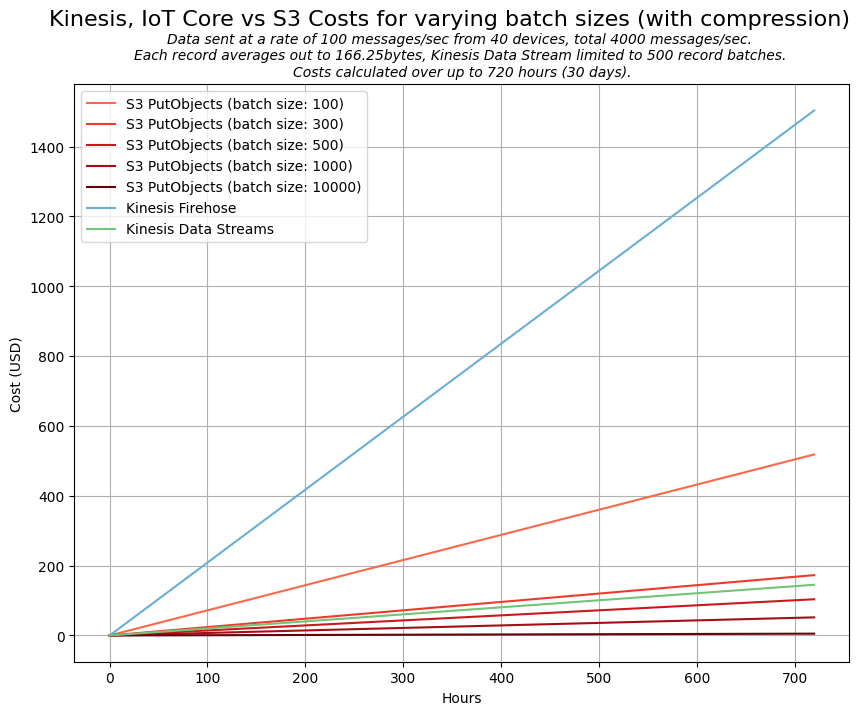 Kinesis, IoT Core vs S3 Costs for varying batch sizes (with compression)
Data sent at a rate of 100 messages/sec from 40 devices, total 4000 messages/sec.
Each record averages out to 166.25bytes, Kinesis Data Stream limited to 500 record batches.
Costs calculated over up to 720 hours (30 days).
S3 PutObjects (batch size: 100)
S3 PutObjects (batch size: 300)
S3 PutObjects (batch size: 500)
S3 PutObjects (batch size: 1000)
S3 PutObjects (batch size: 10000)
Kinesis Firehose
Kinesis Data Streams
Cost (USD)
1400
1200
1000
800
600
400
200
0
0 100 200 300 400 500 600 700
Hours